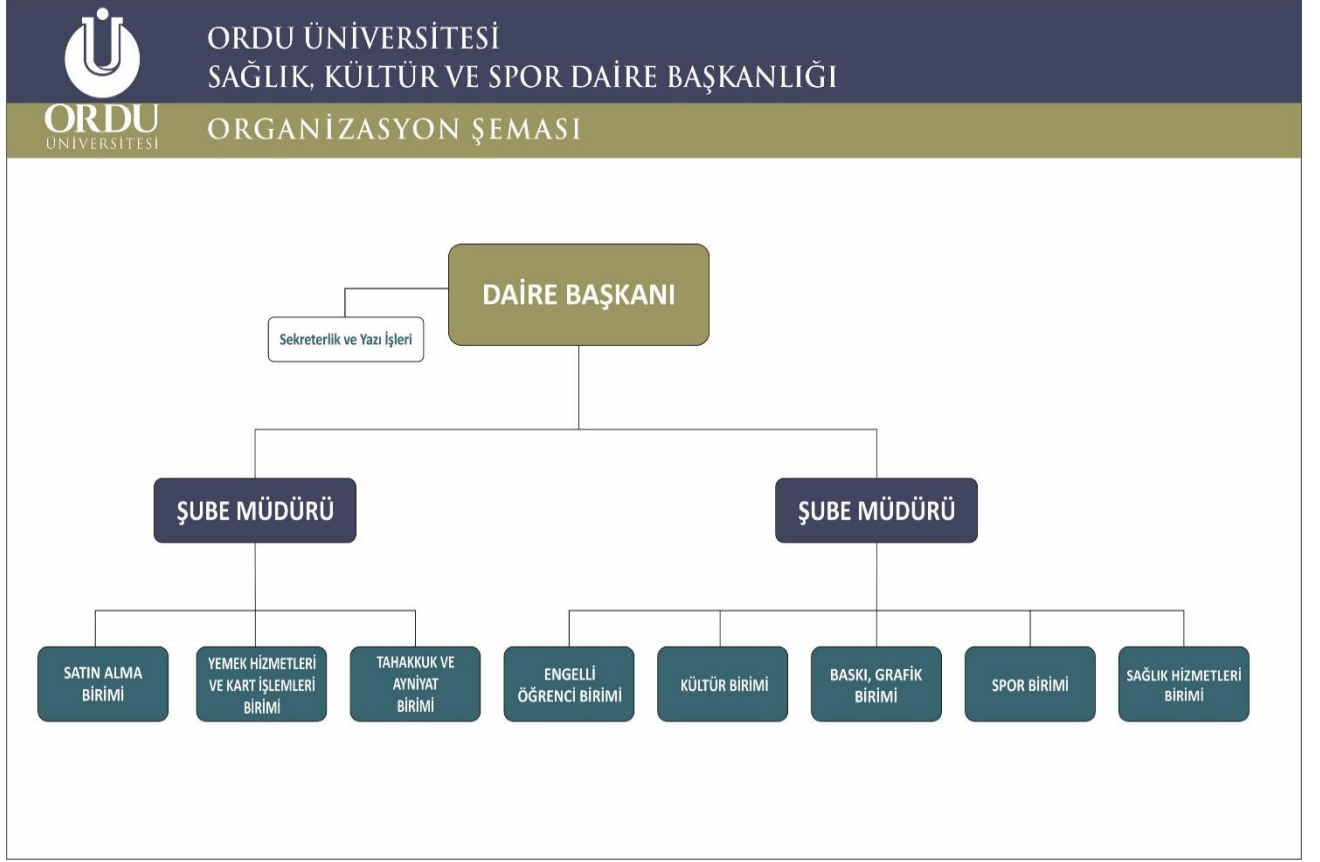 ORDU ÜNİVERSİTESİ
SAĞLIK, KÜLTÜR VE SPOR DAİRE BAŞKANLIĞI
ORDU
ÜNİVERSİTESİ
ORGANİZASYON ŞEMASI
DAİRE BAŞKANI
Sekreterlik ve Yazı İşleri
ŞUBE MÜDÜRÜ
ŞUBE MÜDÜRÜ
SATIN ALMA
BİRİMİ
YEMEK HİZMETLERİ
VE KART İŞLEMLERİ
BİRİMİ
TAHAKKUK VE
AYNİYAT
BİRİMİ
ENGELLİ
ÖĞRENCİ BİRİMİ
KÜLTÜR BİRİMİ
BASKI, GRAFİK
BİRİMİ
SPOR BİRİMİ
SAĞLIK HİZMETLERİ
BİRİMİ